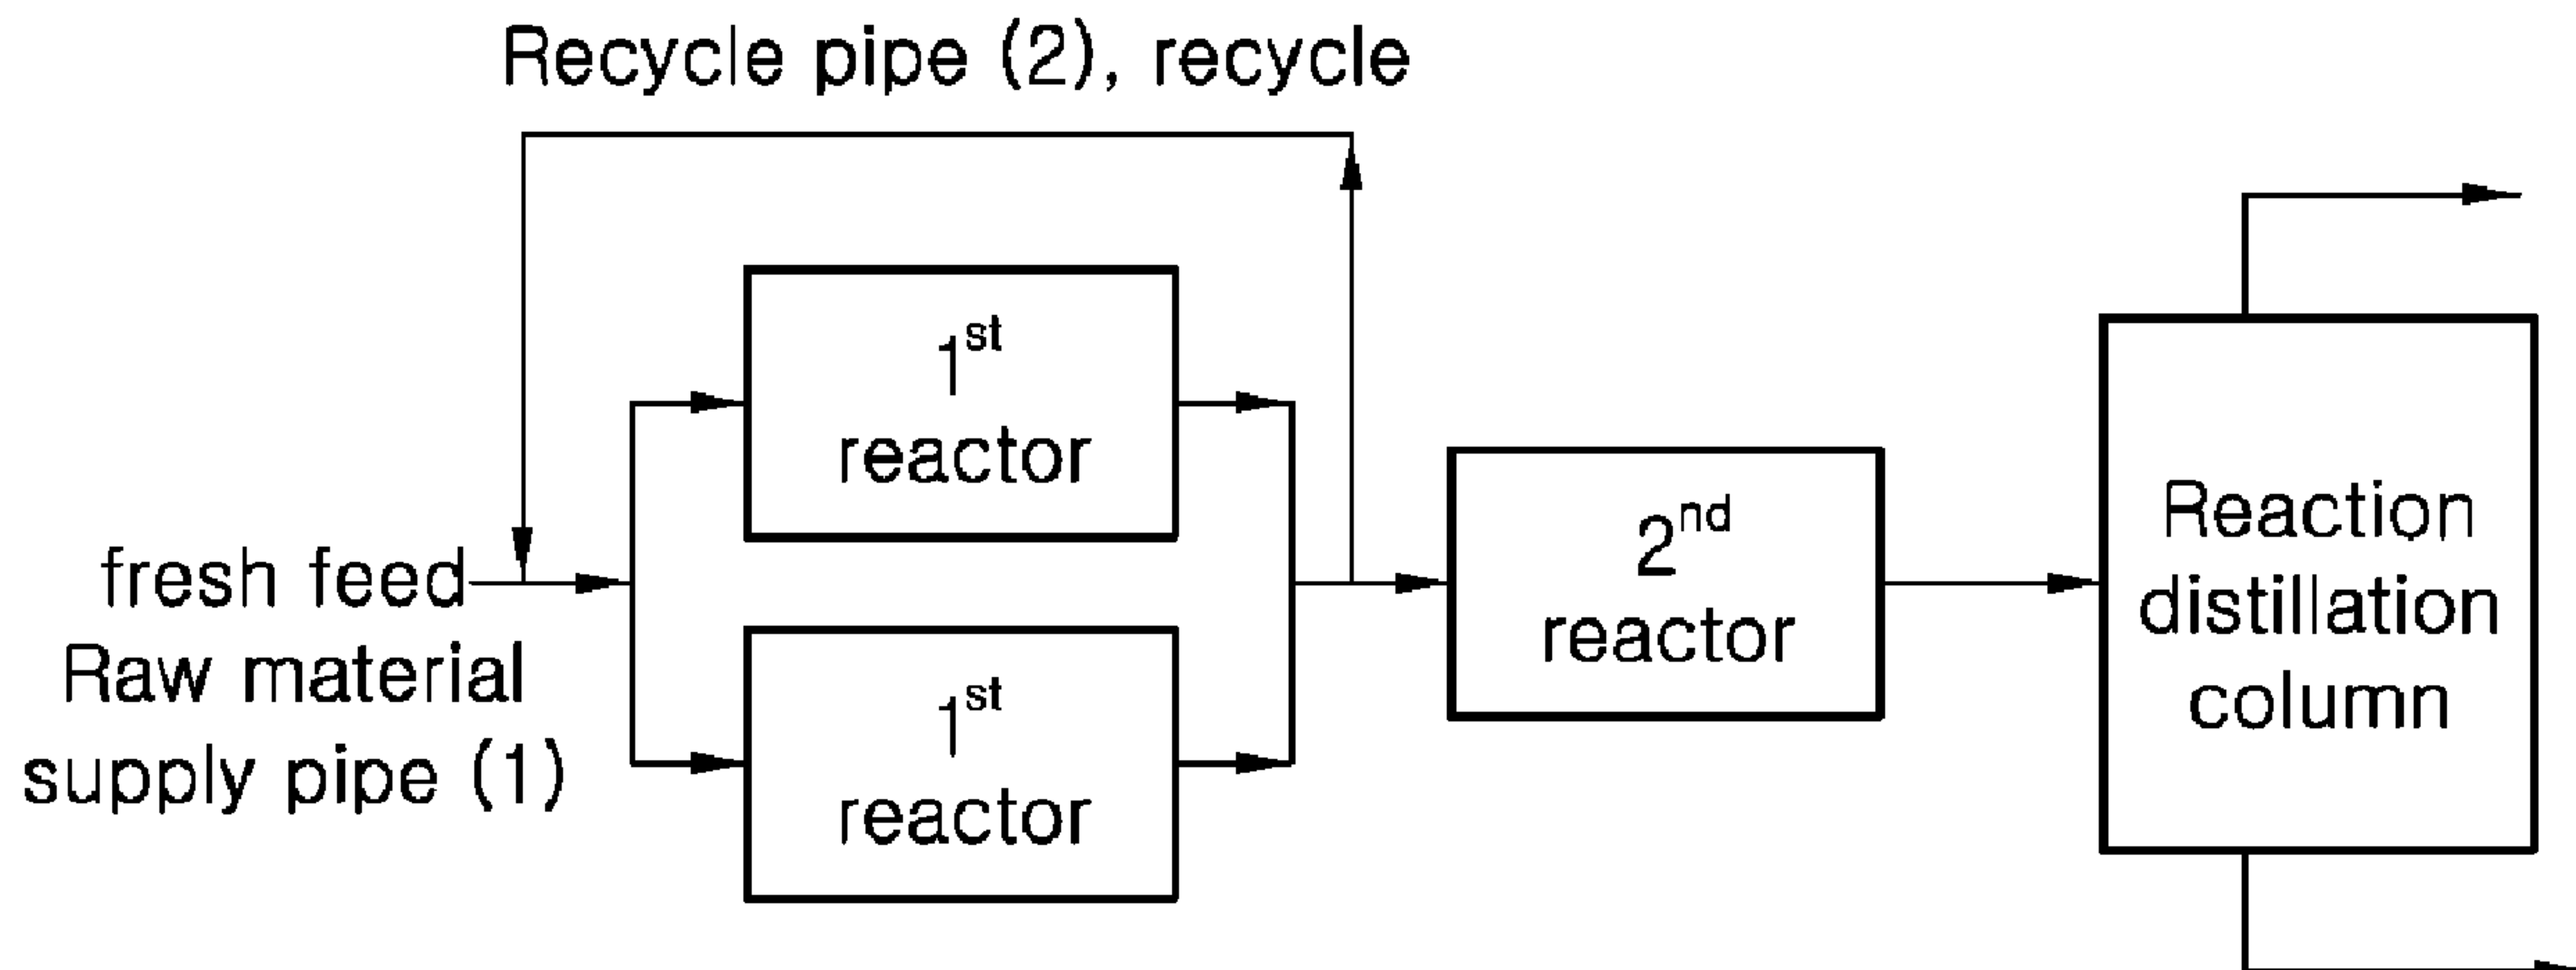 Recycle pipe (2), recycle
1st
reactor
fresh feed
Raw material
supply pipe (1)
1st
reactor
2nd
reactor
Reaction
distillation
column